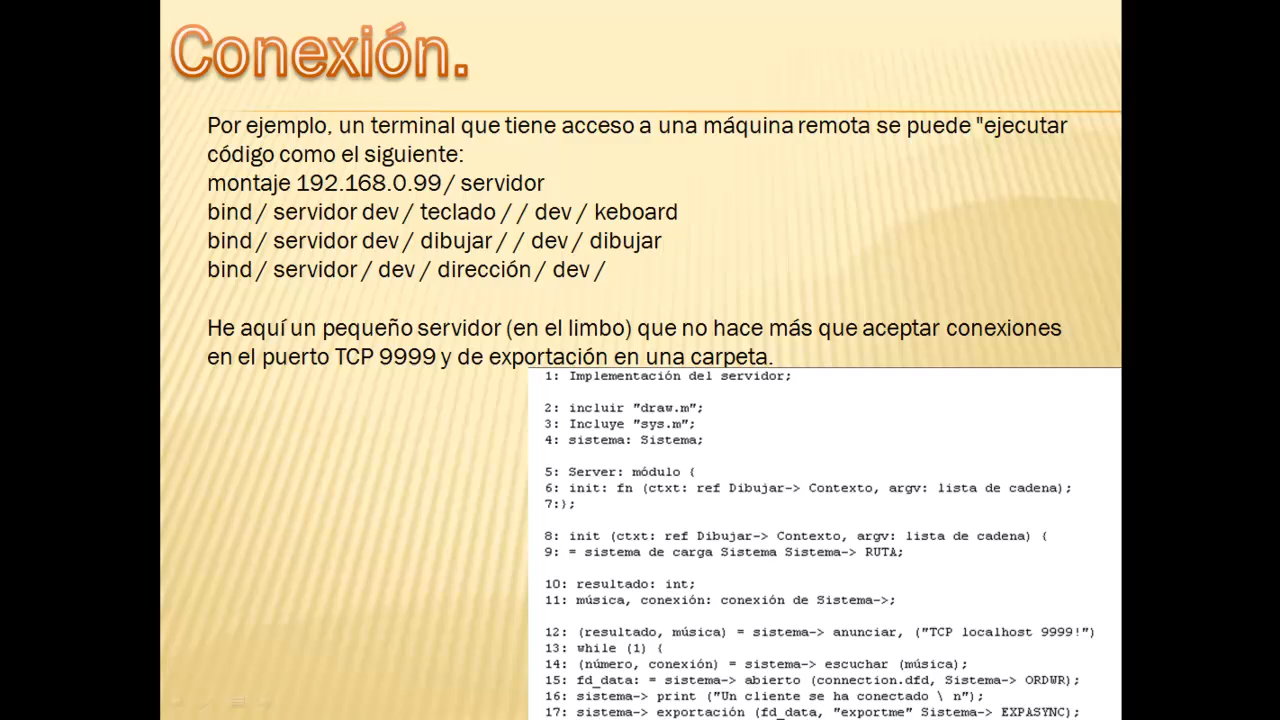 Conexión.
Por ejemplo, un terminal que tiene acceso a una máquina remota se puede "ejecutar
código como el siguiente:
montaje 192.168.0.99 / servidor
bind / servidor dev / teclado / / dev / keboard
bind / servidor dev / dibujar / / dev / dibujar
bind / servidor / dev / dirección / dev /
He aquí un pequeño servidor (en el limbo) que no hace más que aceptar conexiones
en el puerto TCP 9999 y de exportación en una carpeta.
1: Implementación del servidor;
2: incluir "draw.m";
3: Incluye "sys.m";
4: sistema: Sistema;
5: Server: módulo {
6: init: fn (ctxt: ref Dibujar-> Contexto, argv: lista de cadena);
7:};
8: init (ctxt: ref Dibujar-> Contexto, argv: lista de cadena) {
9: = sistema de carga Sistema Sistema-> RUTA;
10: resultado: int;
11: música, conexión: conexión de Sistema->;
12: (resultado, música) = sistema-> anunciar, ("TCP localhost 9999!")
13: while (1) {
14: (número, conexión) = sistema-> escuchar (música);
15: fd_data: = sistema-> abierto (connection.dfd, Sistema-> ORDWR);
16: sistema-> print ("Un cliente se ha conectado \ n");
17: sistema-> exportación (fd_data, "exportme" Sistema-> EXPASYNC);